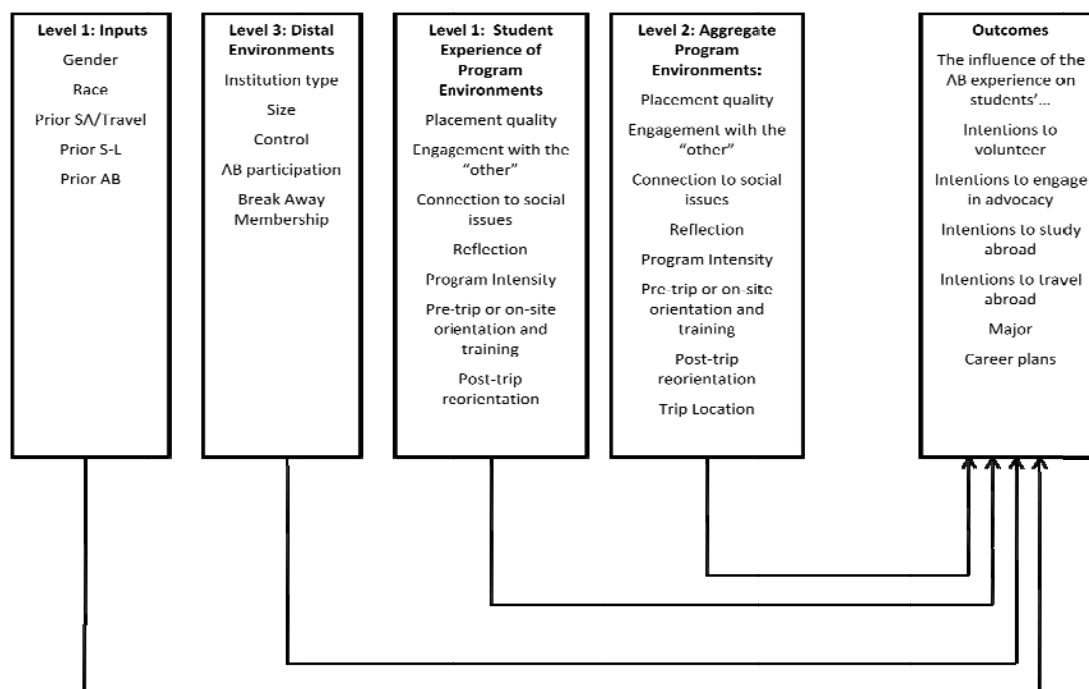 Level 1: Inputs
Gender
Race
Prior SA/Travel
Prior S-L
Prior AB
Level 3: Distal
Environments
Institution type
Size
Control
AB participation
Break Away
Membership
Level 1: Student
Experience of
Program
Environments
Placement quality
Engagement with the
"other"
Connection to social
issues
Reflection
Program Intensity
Pre-trip or on-site
orientation and
training
Post-trip
reorientation
Level 2: Aggregate
Program
Environments:
Placement quality
Engagement with the
"other"
Connection to social
issues
Reflection
Program Intensity
Pre-trip or on-site
orientation and
training
Post-trip
reorientation
Trip Location
Outcomes
The influence of the
AB experience on
students'...
Intentions to
volunteer
Intentions to engage
in advocacy
Intentions to study
abroad
Intentions to travel
abroad
Major
Career plans